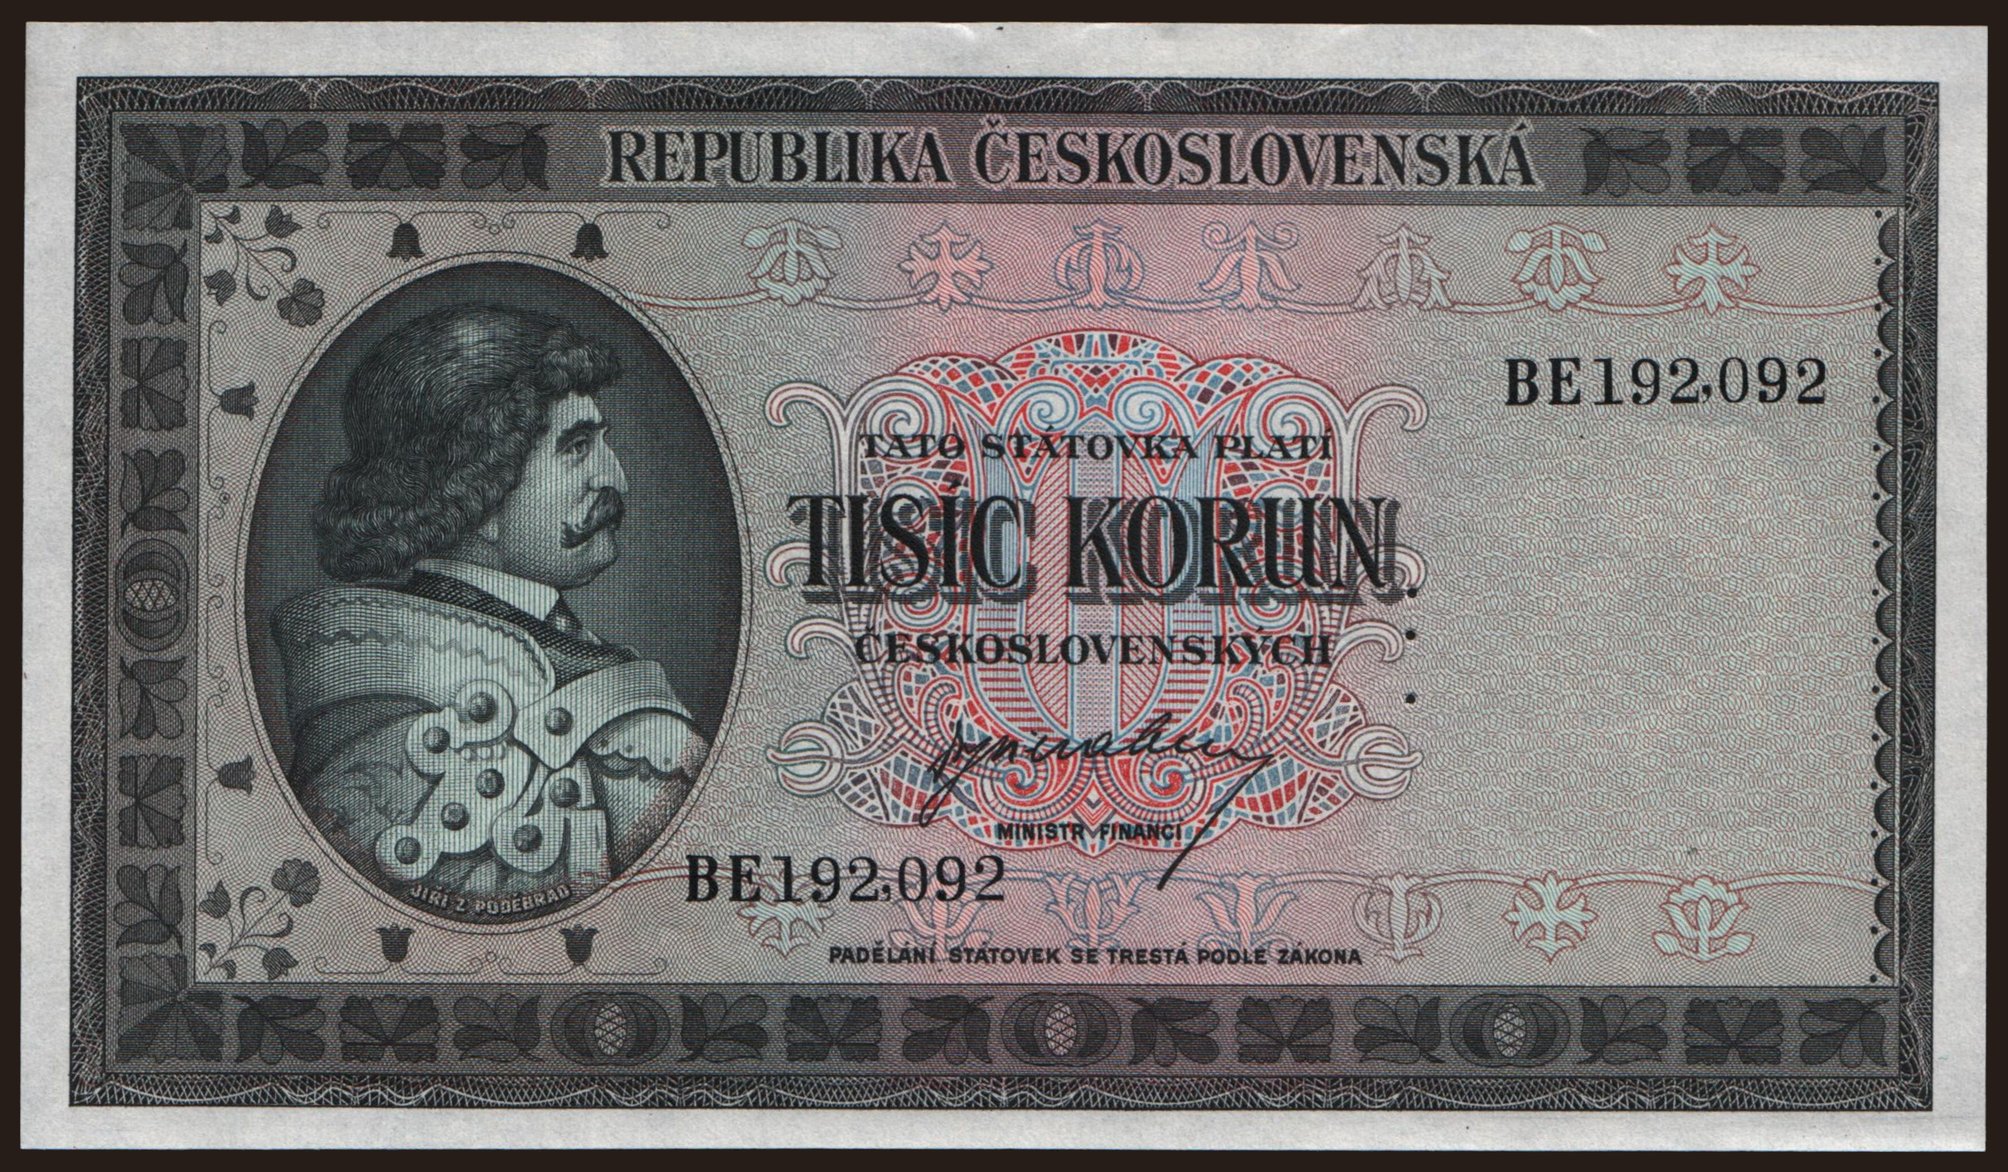 REPUBLIKA ČESKOSLOVENSKÁ
BE192,092
TATO STÁTOVKA PLATÍ
TISÍC KORUN
ČESKOSLOVENSKÝCH
MINISTR FINANCÍ
BE192,092
JIŘÍ Z PODĚBRAD
PADĚLÁNÍ STÁTOVEK SE TRESTÁ PODLE ZÁKONA